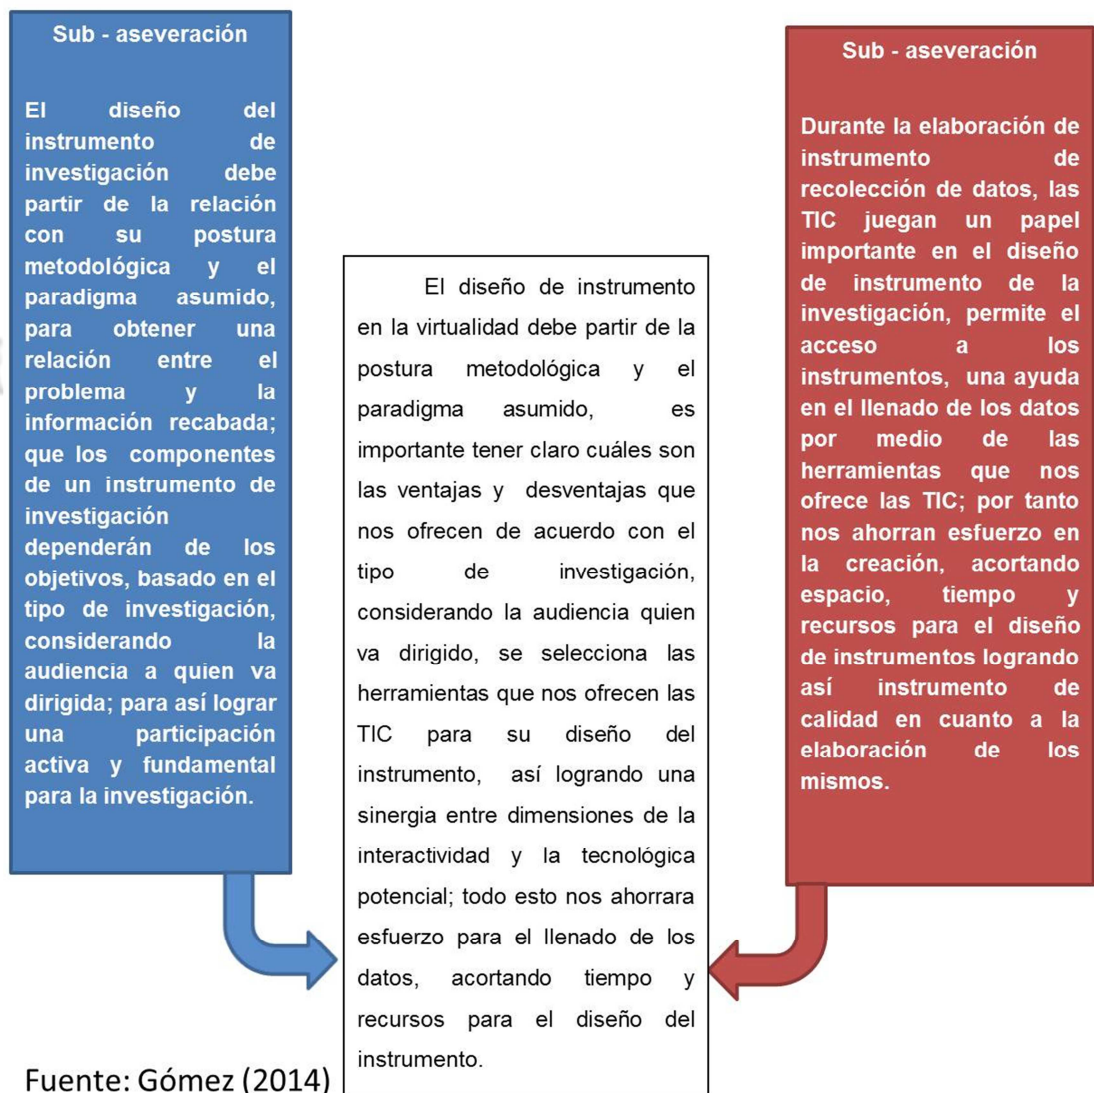 Sub - aseveración
El diseño del
instrumento de
investigación debe
partir de la relación
con su postura
metodológica y el
paradigma asumido,
para obtener una
relación entre el
problema y la
información recabada;
que los componentes
de un instrumento de
investigación
dependerán de los
objetivos, basado en el
tipo de investigación,
considerando la
audiencia a quien va
dirigida; para así lograr
una participación
activa y fundamental
para la investigación.
El diseño de instrumento
en la virtualidad debe partir de la
postura metodológica y el
paradigma asumido, es
importante tener claro cuáles son
las ventajas y desventajas que
nos ofrecen de acuerdo con el
tipo de investigación,
considerando la audiencia quien
va dirigido, se selecciona las
herramientas que nos ofrecen las
TIC para su diseño del
instrumento, así logrando una
sinergia entre dimensiones de la
interactividad y la tecnológica
potencial; todo esto nos ahorrara
esfuerzo para el llenado de los
datos, acortando tiempo y
recursos para el diseño del
instrumento.
Sub - aseveración
Durante la elaboración de
instrumento de
recolección de datos, las
TIC juegan un papel
importante en el diseño
de instrumento de la
investigación, permite el
acceso a los
instrumentos, una ayuda
en el llenado de los datos
por medio de las
herramientas que nos
ofrece las TIC; por tanto
nos ahorran esfuerzo en
la creación, acortando
espacio, tiempo y
recursos para el diseño
de instrumentos logrando
así instrumento de
calidad en cuanto a la
elaboración de los
mismos.
Fuente: Gómez (2014)